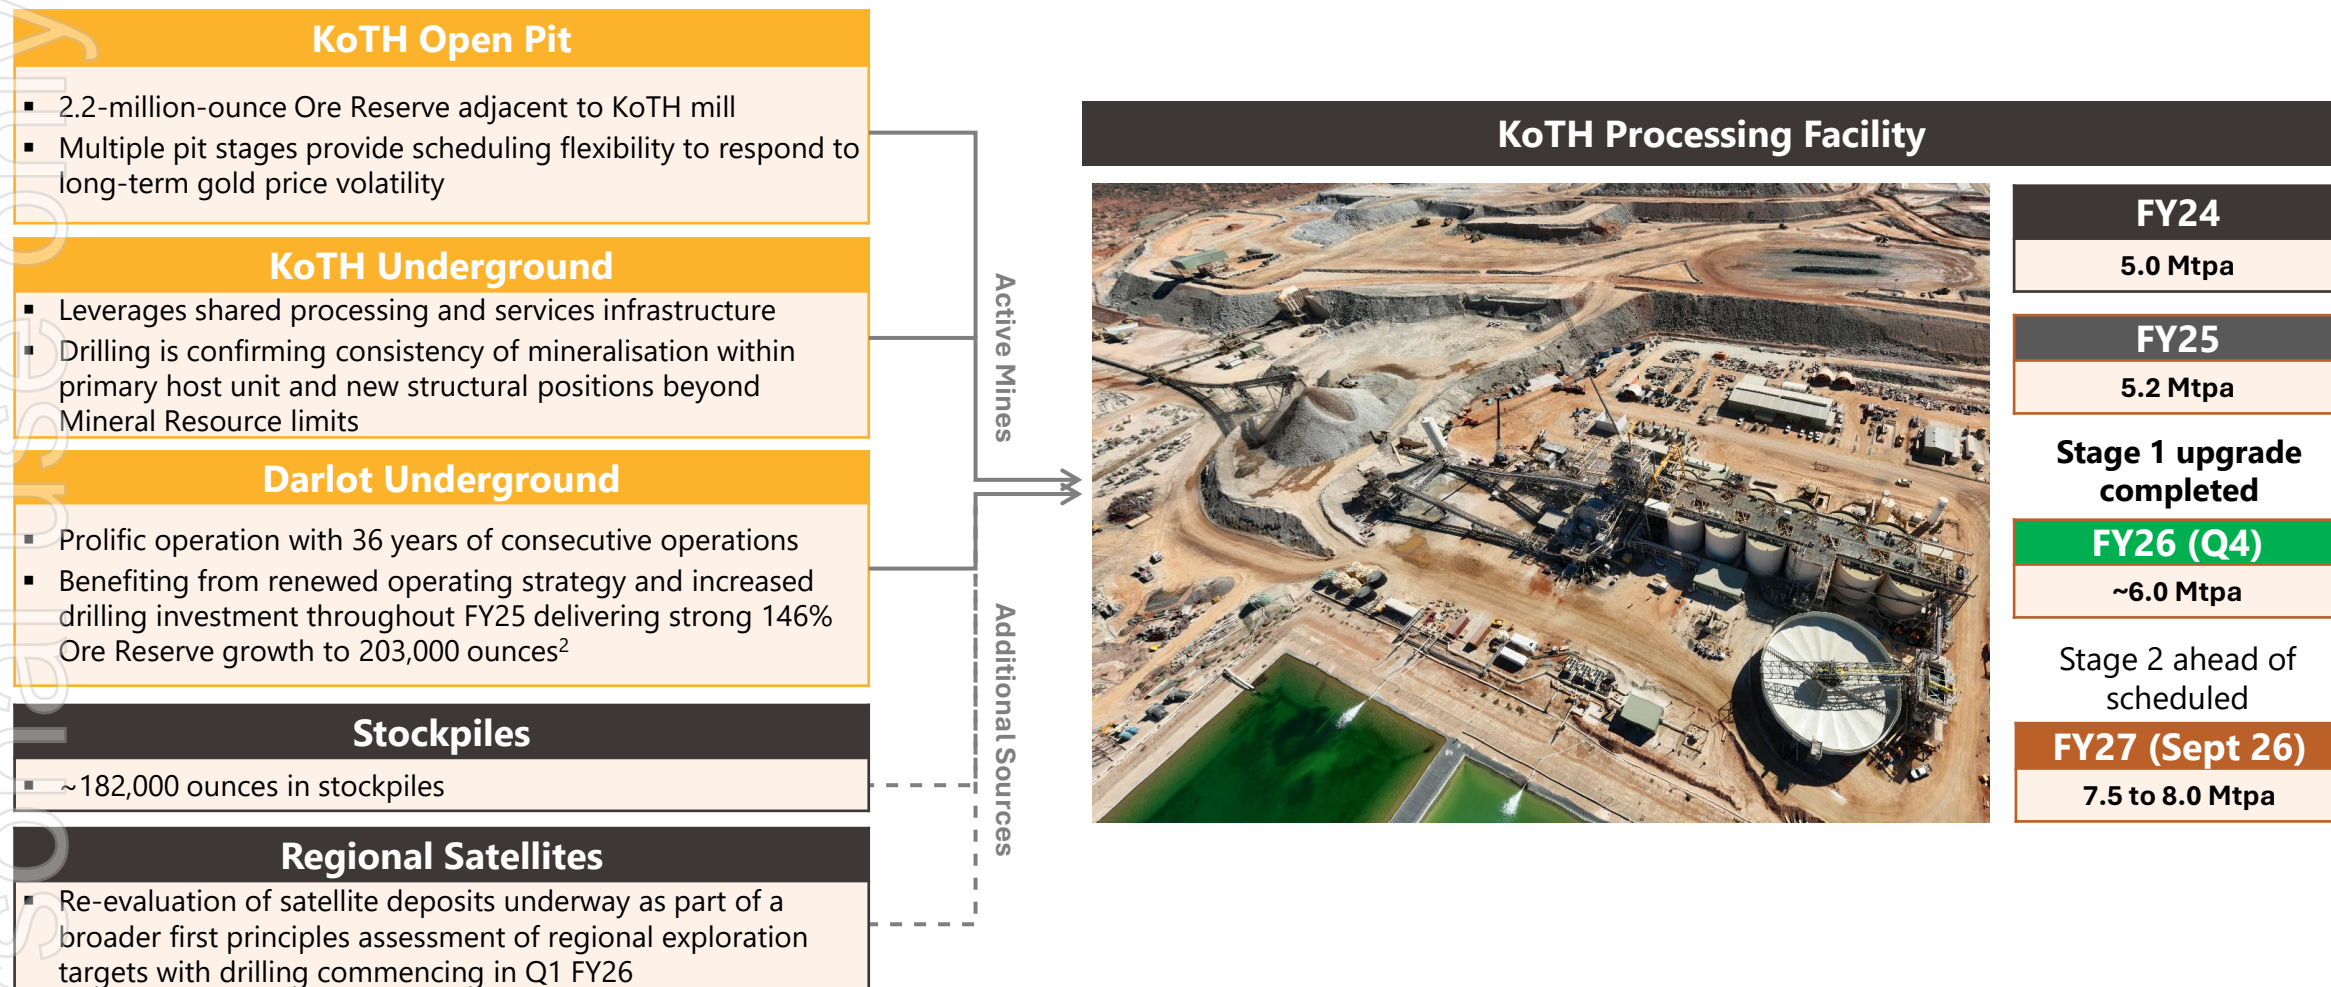 KoTH Open Pit
▪ 2.2-million-ounce Ore Reserve adjacent to KoTH mill
▪ Multiple pit stages provide scheduling flexibility to respond to
long-term gold price volatility
KoTH Underground
▪ Leverages shared processing and services infrastructure
▪ Drilling is confirming consistency of mineralisation within
primary host unit and new structural positions beyond
Mineral Resource limits
Darlot Underground
▪ Prolific operation with 36 years of consecutive operations
▪ Benefiting from renewed operating strategy and increased
drilling investment throughout FY25 delivering strong 146%
Ore Reserve growth to 203,000 ounces²
Stockpiles
▪ ~182,000 ounces in stockpiles
Regional Satellites
▪ Re-evaluation of satellite deposits underway as part of a
broader first principles assessment of regional exploration
targets with drilling commencing in Q1 FY26
Active Mines
Additional Sources
KoTH Processing Facility
FY24
5.0 Mtpa
FY25
5.2 Mtpa
Stage 1 upgrade
completed
FY26 (Q4)
~6.0 Mtpa
Stage 2 ahead of
scheduled
FY27 (Sept 26)
7.5 to 8.0 Mtpa
sonal use only